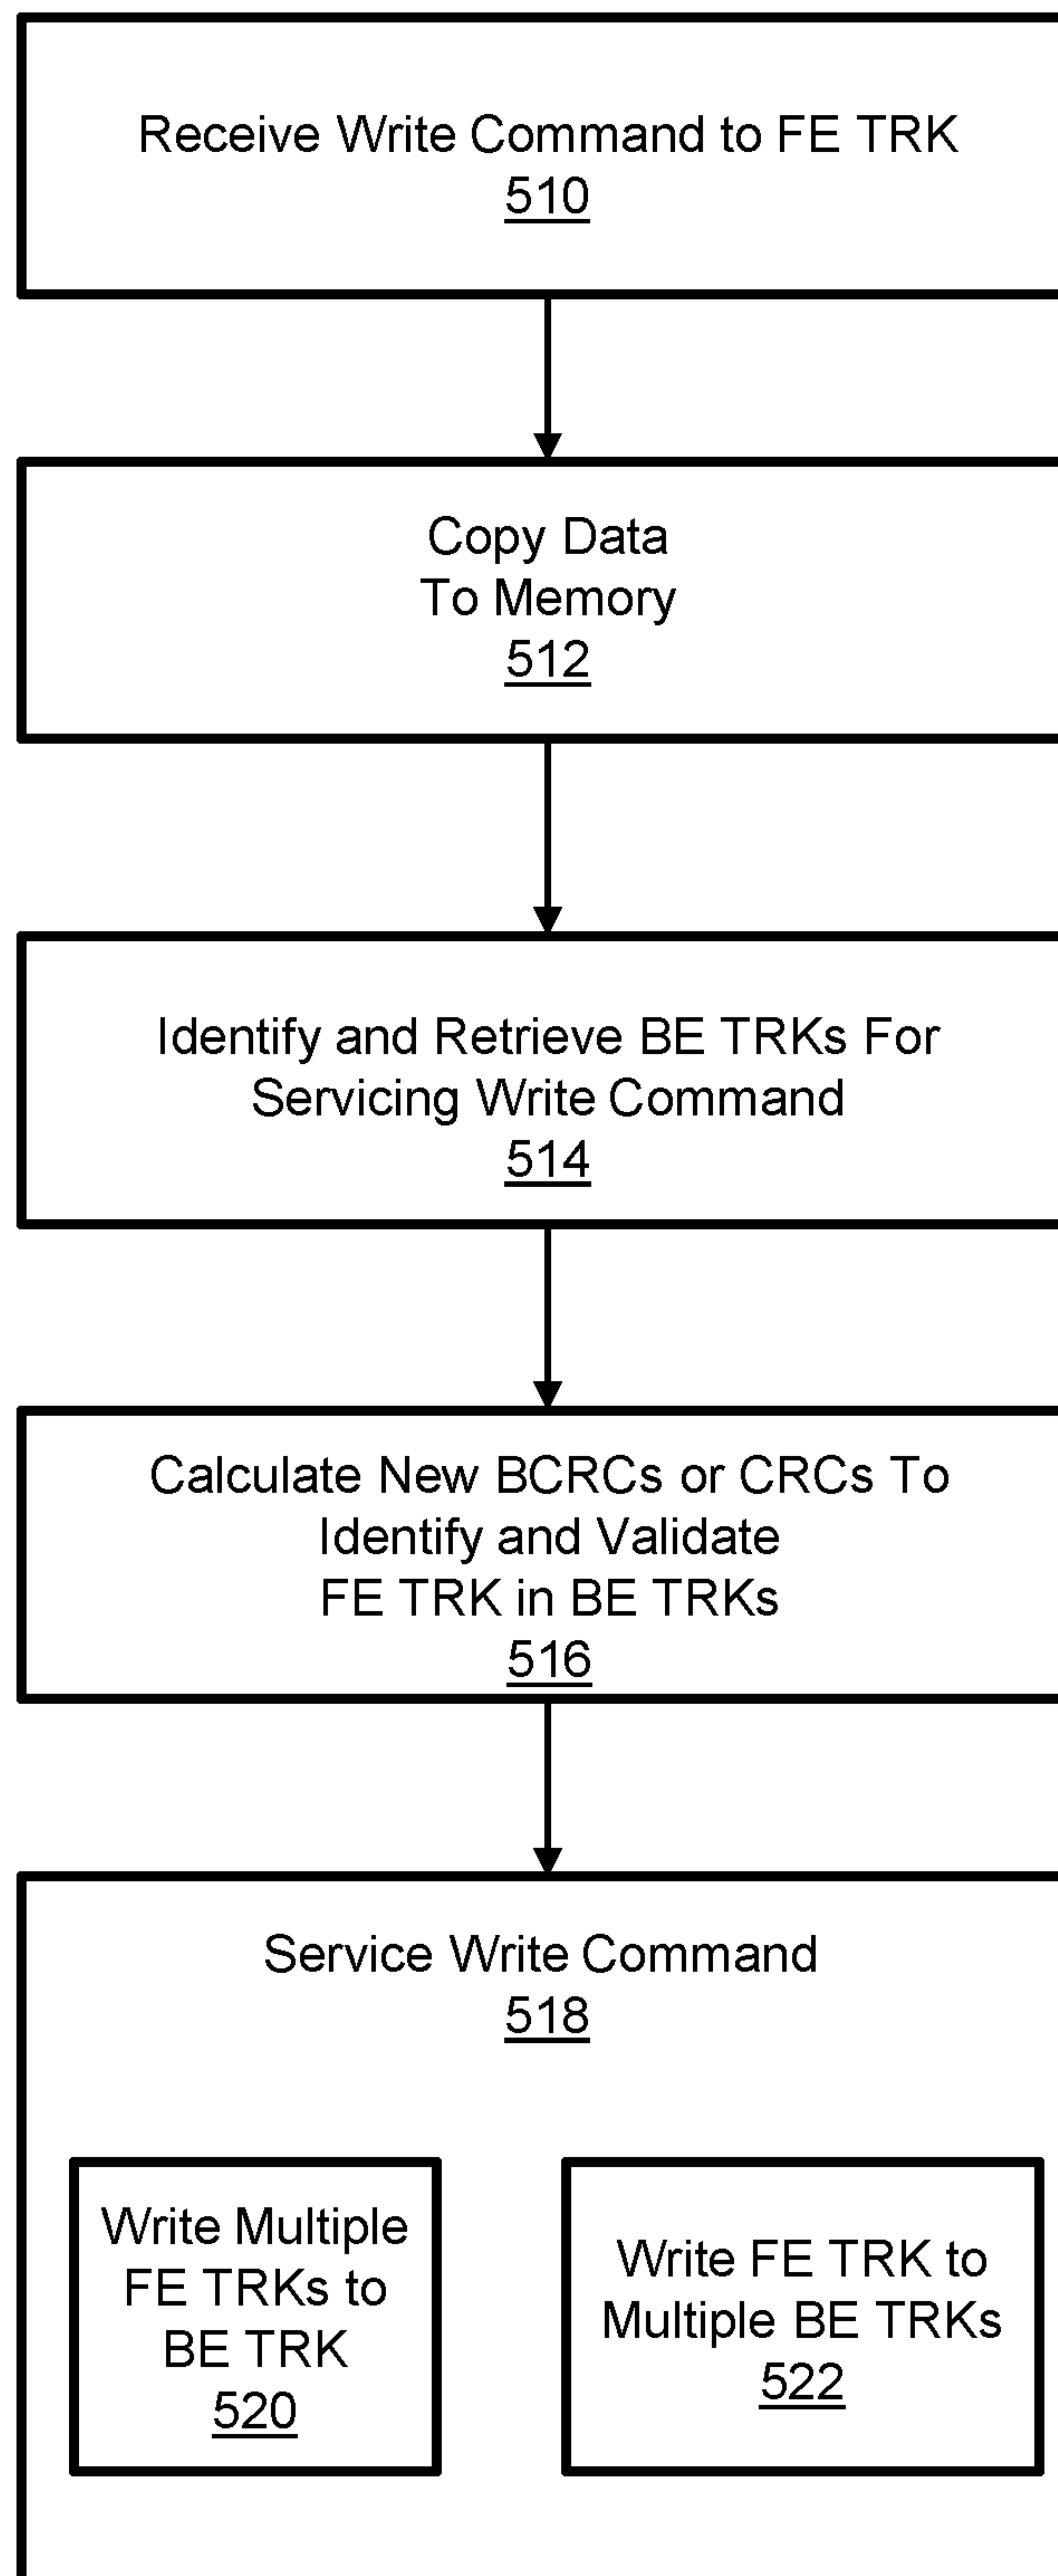 Receive Write Command to FE TRK
510
Copy Data
To Memory
512
Identify and Retrieve BE TRKs For
Servicing Write Command
514
Calculate New BCRCs or CRCs To
Identify and Validate
FE TRK in BE TRKs
516
Service Write Command
518
Write Multiple
FE TRKs to
BE TRK
520
Write FE TRK to
Multiple BE TRKs
522